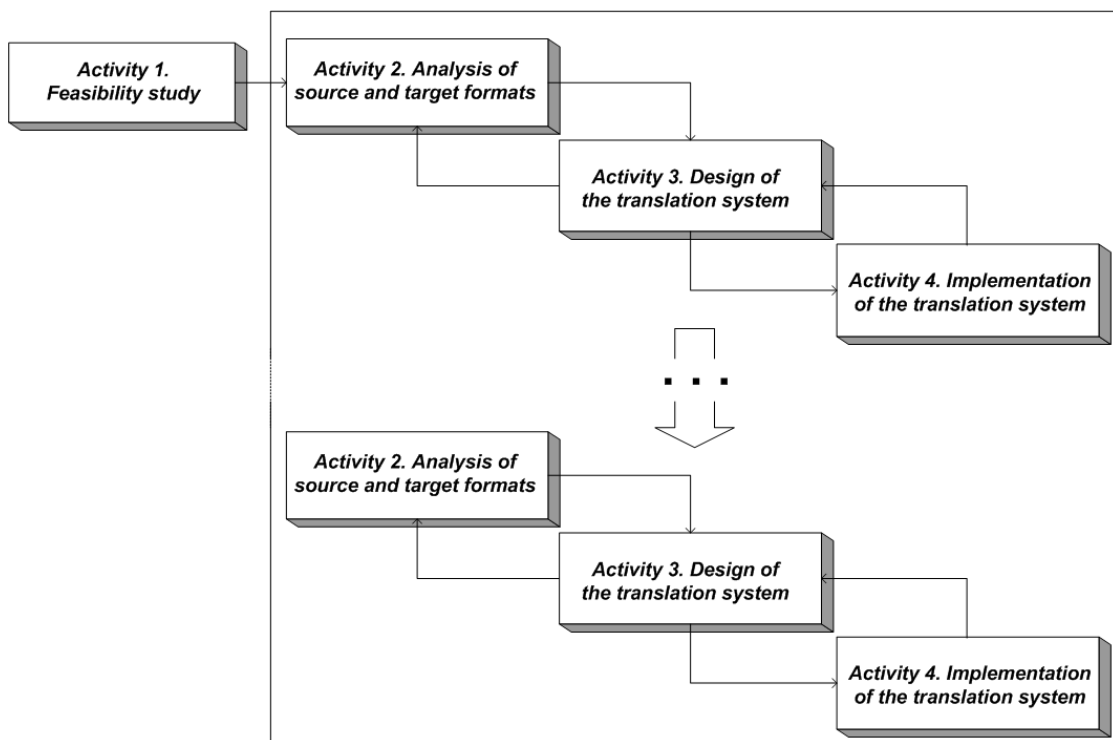 Activity 1.
Feasibility study
Activity 2. Analysis of
source and target formats
Activity 3. Design of
the translation system
Activity 4. Implementation
of the translation system
. . .
Activity 2. Analysis of
source and target formats
Activity 3. Design of
the translation system
Activity 4. Implementation
of the translation system